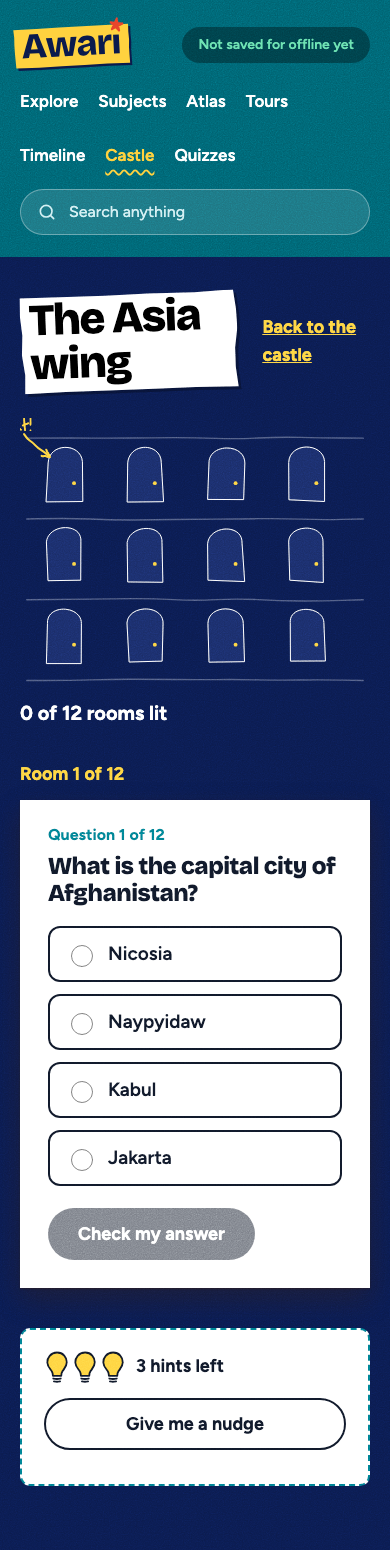 Awari
Not saved for offline yet
Explore Subjects Atlas Tours
Timeline Castle Quizzes
Search anything
The Asia
wing
Back to the
castle
0 of 12 rooms lit
Room 1 of 12
Question 1 of 12
What is the capital city of
Afghanistan?
Nicosia
Naypyidaw
Kabul
Jakarta
Check my answer
3 hints left
Give me a nudge